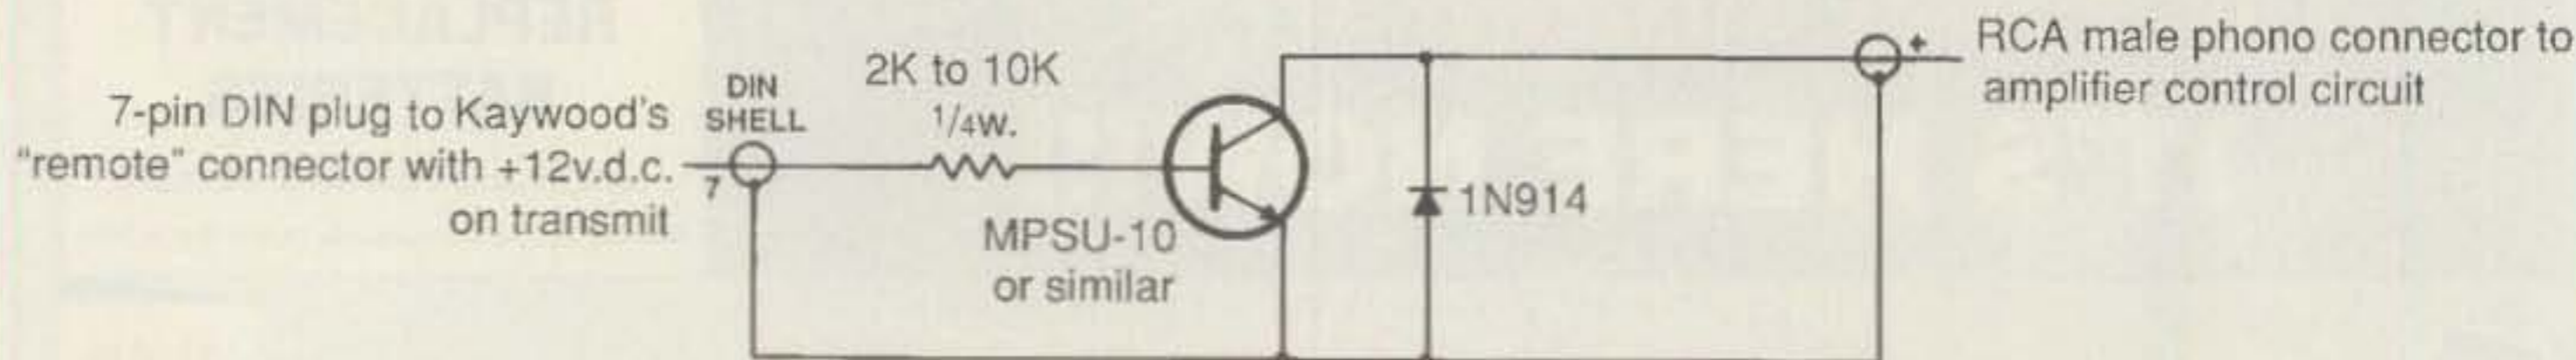 7-pin DIN plug to Kaywood's
"remote" connector with +12v.d.c.
on transmit
DIN
SHELL
7
2K to 10K
1/4W.
MPSU-10
or similar
1N914
+
RCA male phono connector to
amplifier control circuit